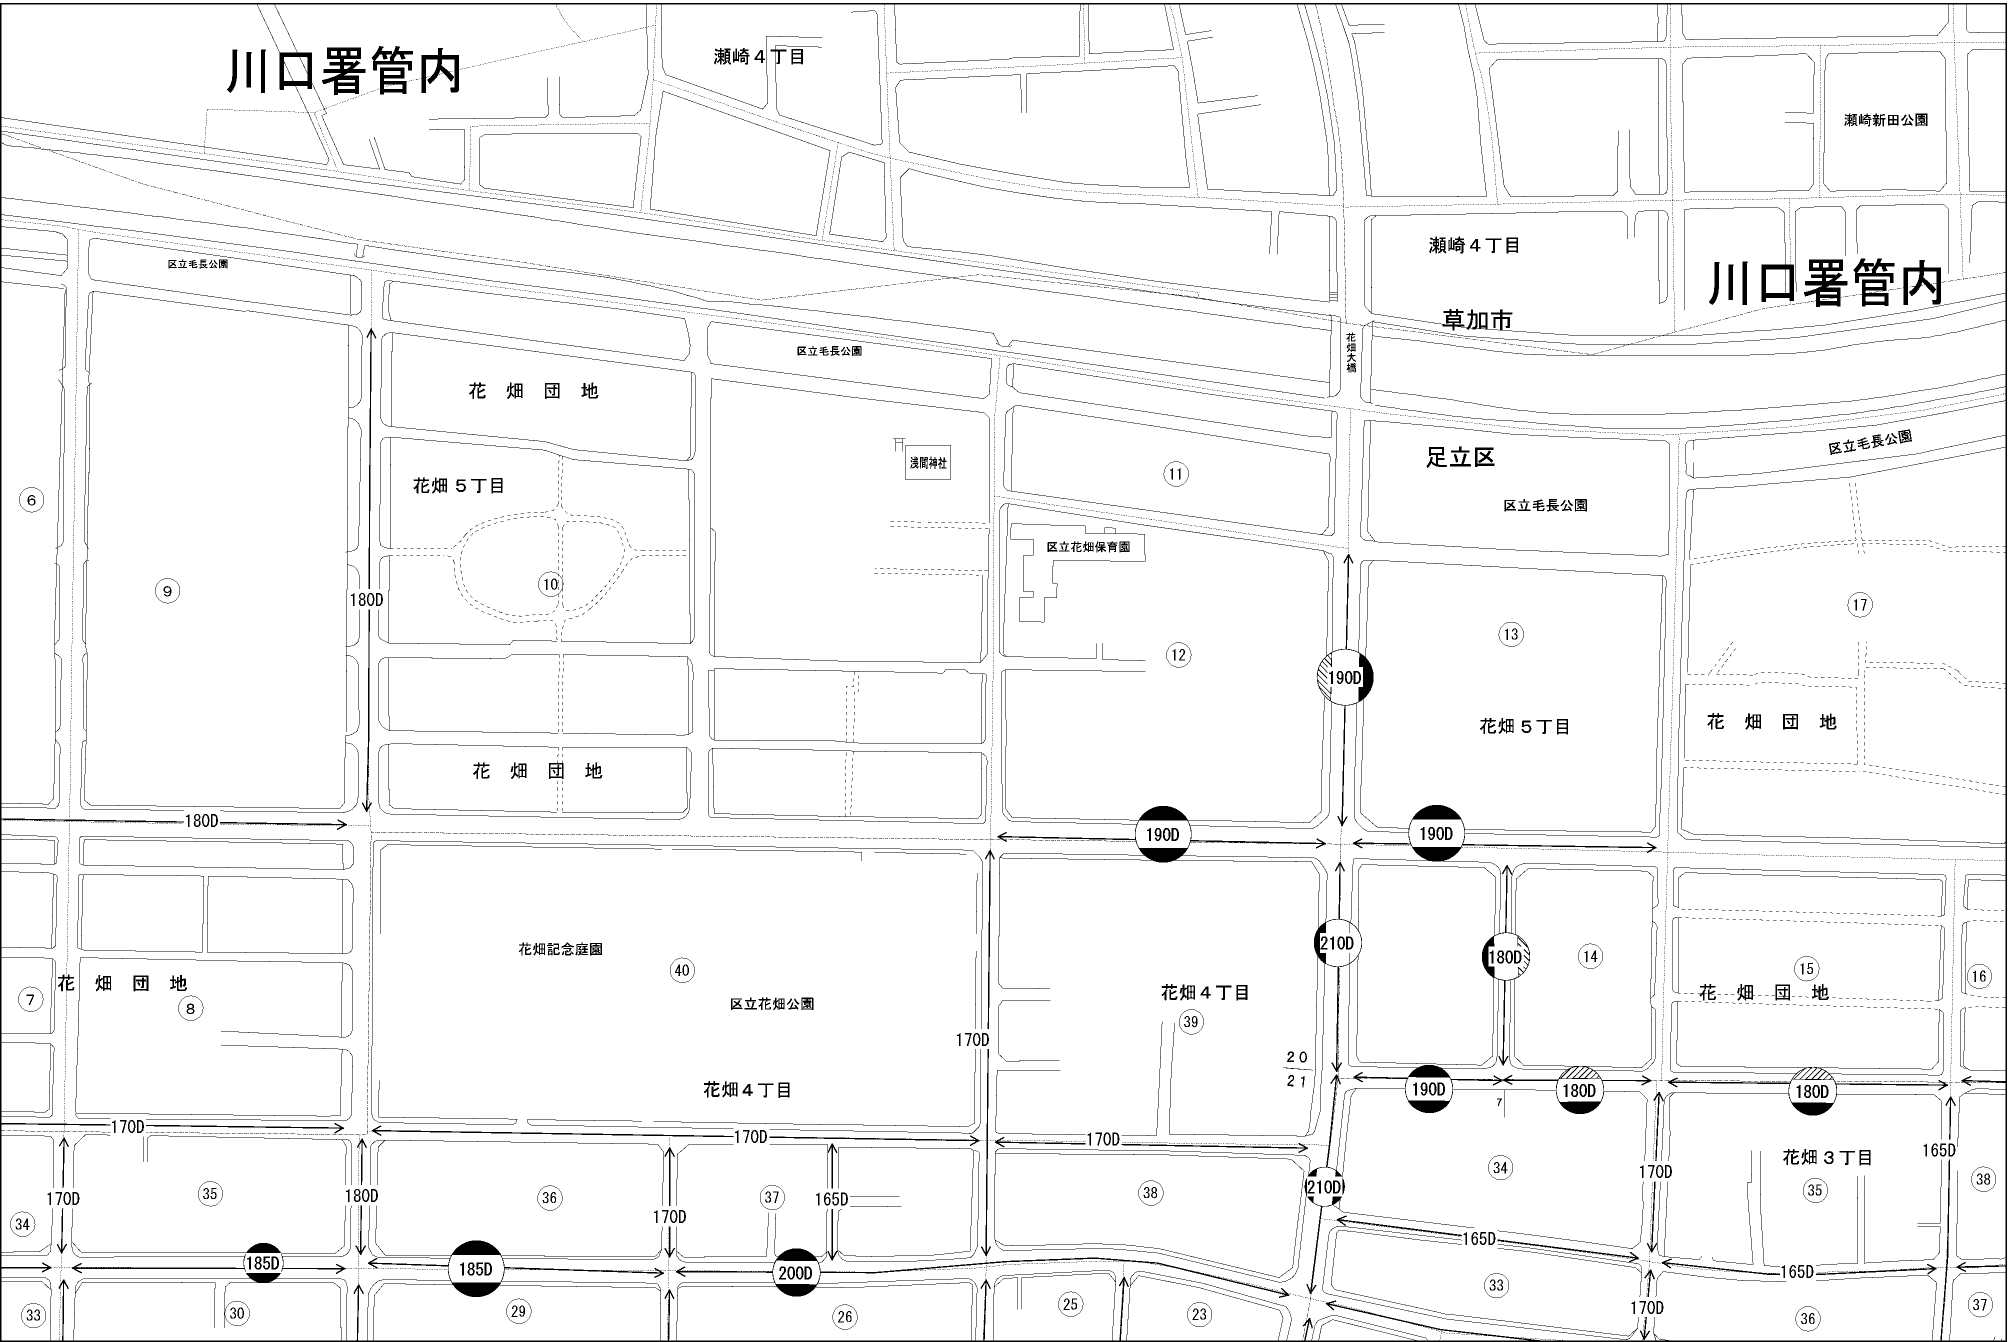 川口署管内
瀬崎4丁目
瀬崎新田公園
瀬崎4丁目
川口署管内
区立毛長公園
草加市
花畑大橋
区立毛長公園
花 畑 団 地
足立区
区立毛長公園
浅間神社
11
花畑5丁目
6
区立毛長公園
区立花畑保育園
10
9
180D
17
13
12
190D
花畑5丁目
花 畑 団 地
花 畑 団 地
180D
190D
190D
花畑記念庭園
210D
180D
14
40
15
16
花 畑 団 地
7
8
区立花畑公園
花畑4丁目
花 畑 団 地
39
170D
20
21
花畑4丁目
190D
180D
180D
7
170D
170D
170D
165D
花畑3丁目
34
170D
38
35
170D
35
180D
36
37
165D
38
210D
34
170D
165D
185D
185D
200D
165D
33
33
30
29
26
25
23
170D
36
37